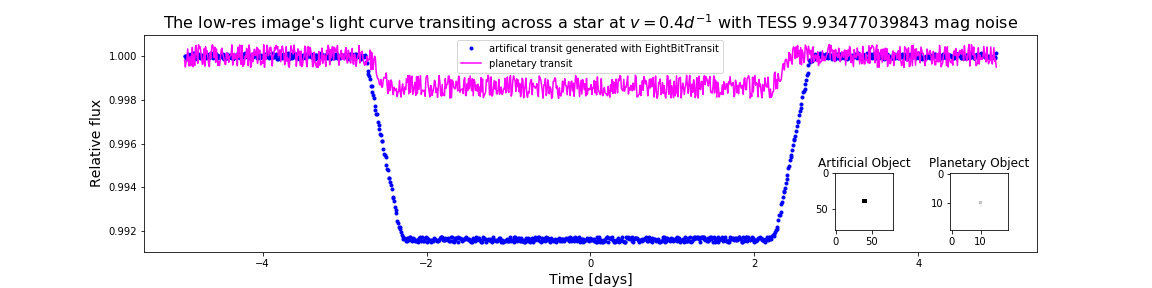 The low-res image's light curve transiting across a star at v = 0.4d⁻¹ with TESS 9.93477039843 mag noise
artifical transit generated with EightBitTransit
planetary transit
Relative flux
1.000
0.998
0.996
0.994
0.992
Artificial Object
0
50
0
50
Planetary Object
0
10
0
10
−4
−2
0
2
4
Time [days]